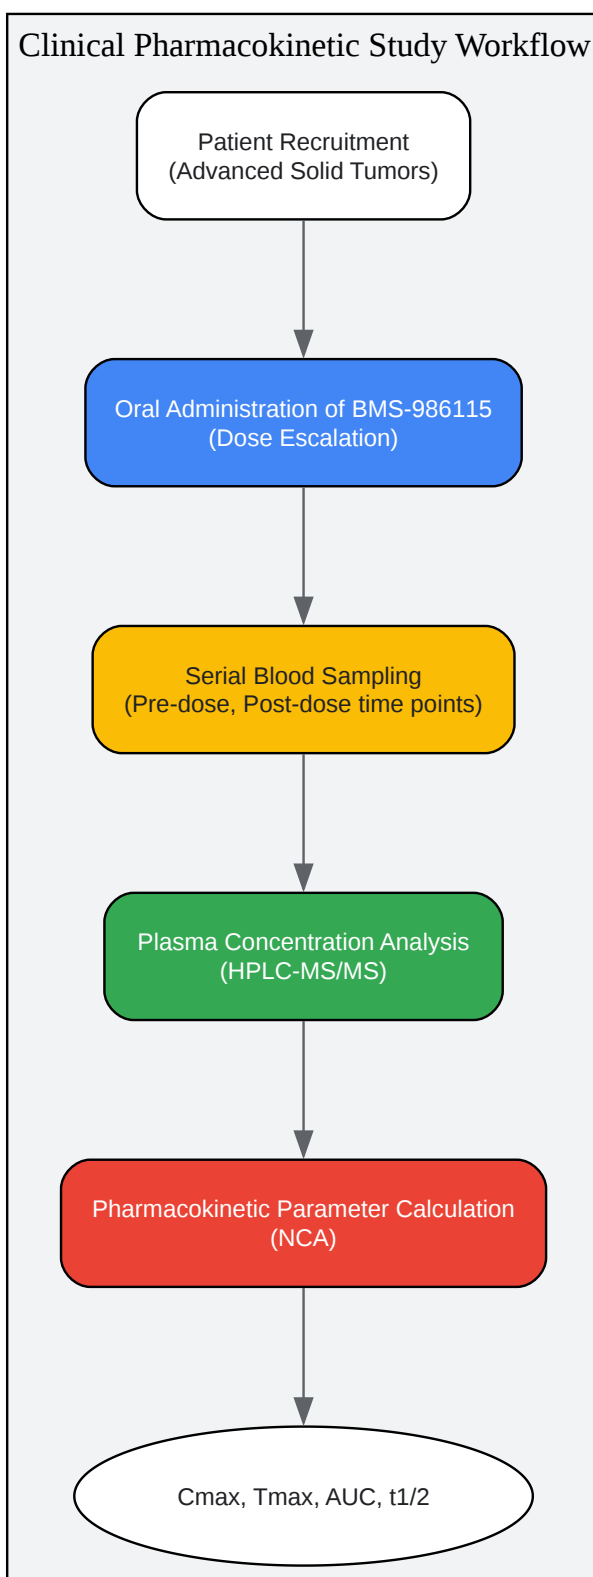 Clinical Pharmacokinetic Study Workflow
Patient Recruitment
(Advanced Solid Tumors)
Oral Administration of BMS-986115
(Dose Escalation)
Serial Blood Sampling
(Pre-dose, Post-dose time points)
Plasma Concentration Analysis
(HPLC-MS/MS)
Pharmacokinetic Parameter Calculation
(NCA)
Cmax, Tmax, AUC, t1/2